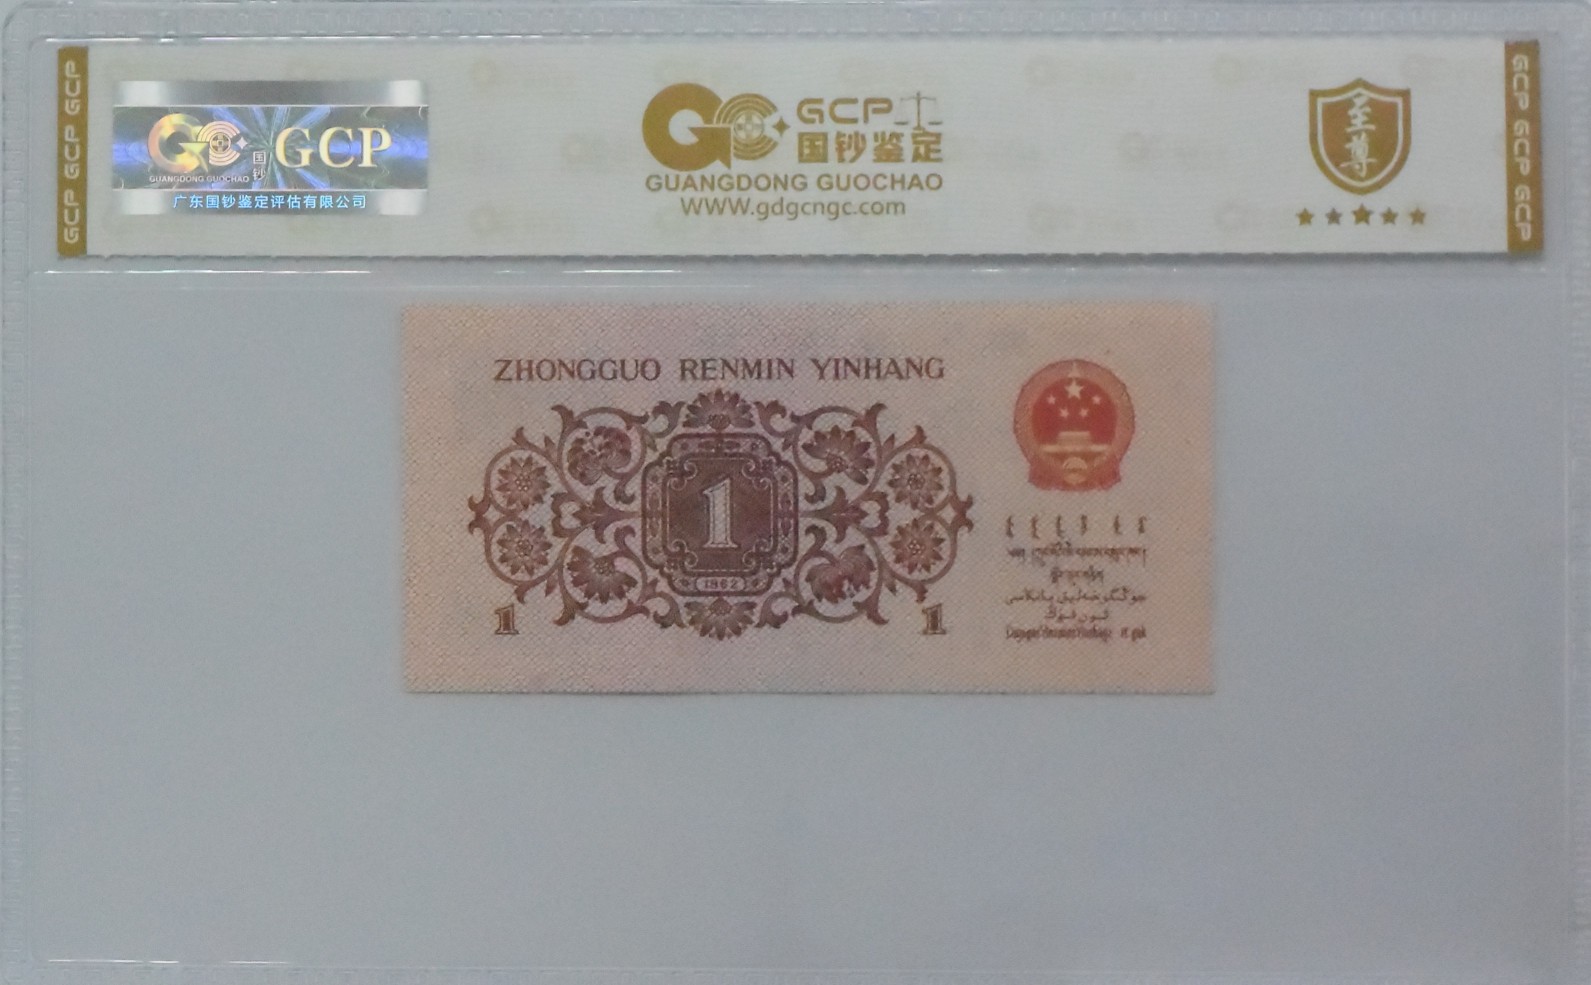 GCP GCP GCP
GCP
GUANGDONG GUOCHAO
国钞
广东国钞鉴定评估有限公司
GCP
国钞鉴定
GUANGDONG GUOCHAO
WWW.gdgcngc.com
至尊
GCP GCP GCP
ZHONGGUO RENMIN YINHANG
1
1962
1 1